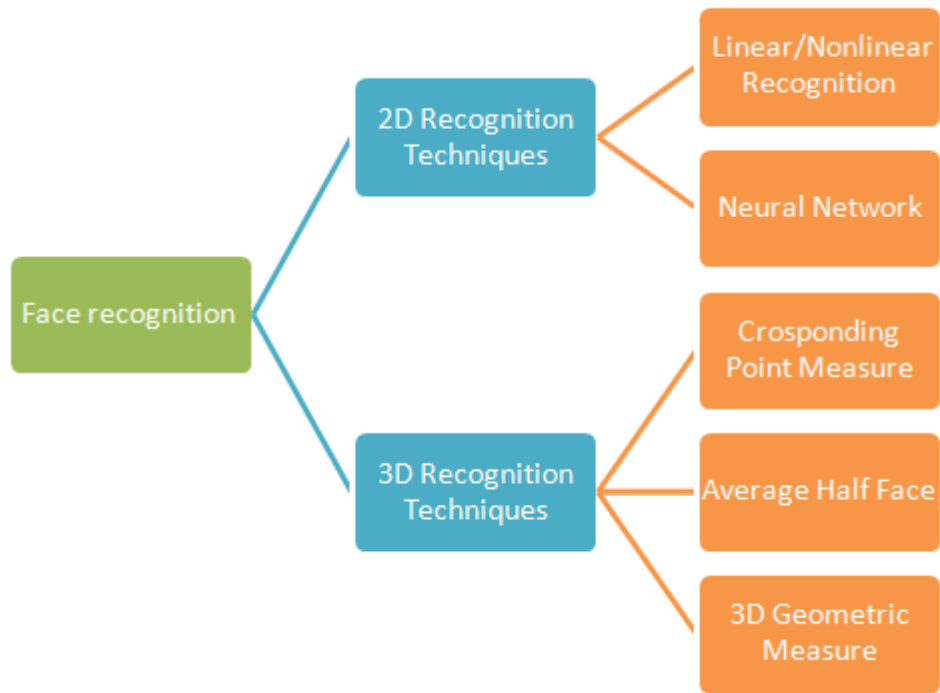 Face recognition
2D Recognition
Techniques
Linear/Nonlinear
Recognition
Neural Network
3D Recognition
Techniques
Crosponding
Point Measure
Average Half Face
3D Geometric
Measure